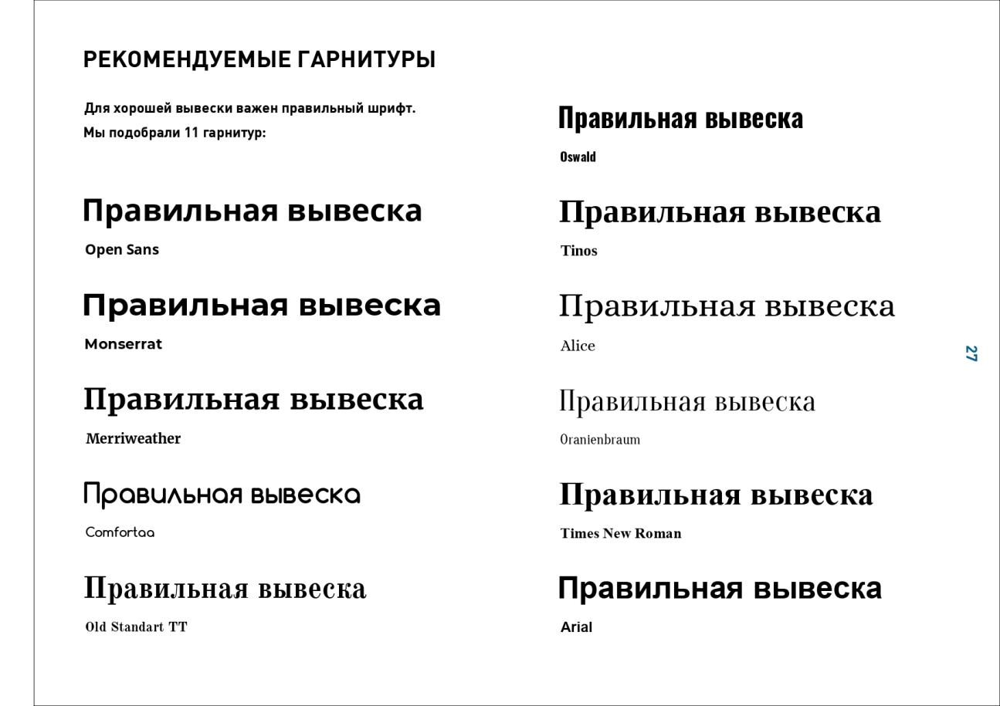 РЕКОМЕНДУЕМЫЕ ГАРНИТУРЫ
Для хорошей вывески важен правильный шрифт.
Мы подобрали 11 гарнитур:
Правильная вывеска
Open Sans
Правильная вывеска
Monserrat
Правильная вывеска
Merriweather
Правильная вывеска
Comfortaa
Правильная вывеска
Old Standart TT
Правильная вывеска
Oswald
Правильная вывеска
Tinos
Правильная вывеска
Alice
Правильная вывеска
Oranienbraum
Правильная вывеска
Times New Roman
Правильная вывеска
Arial
27